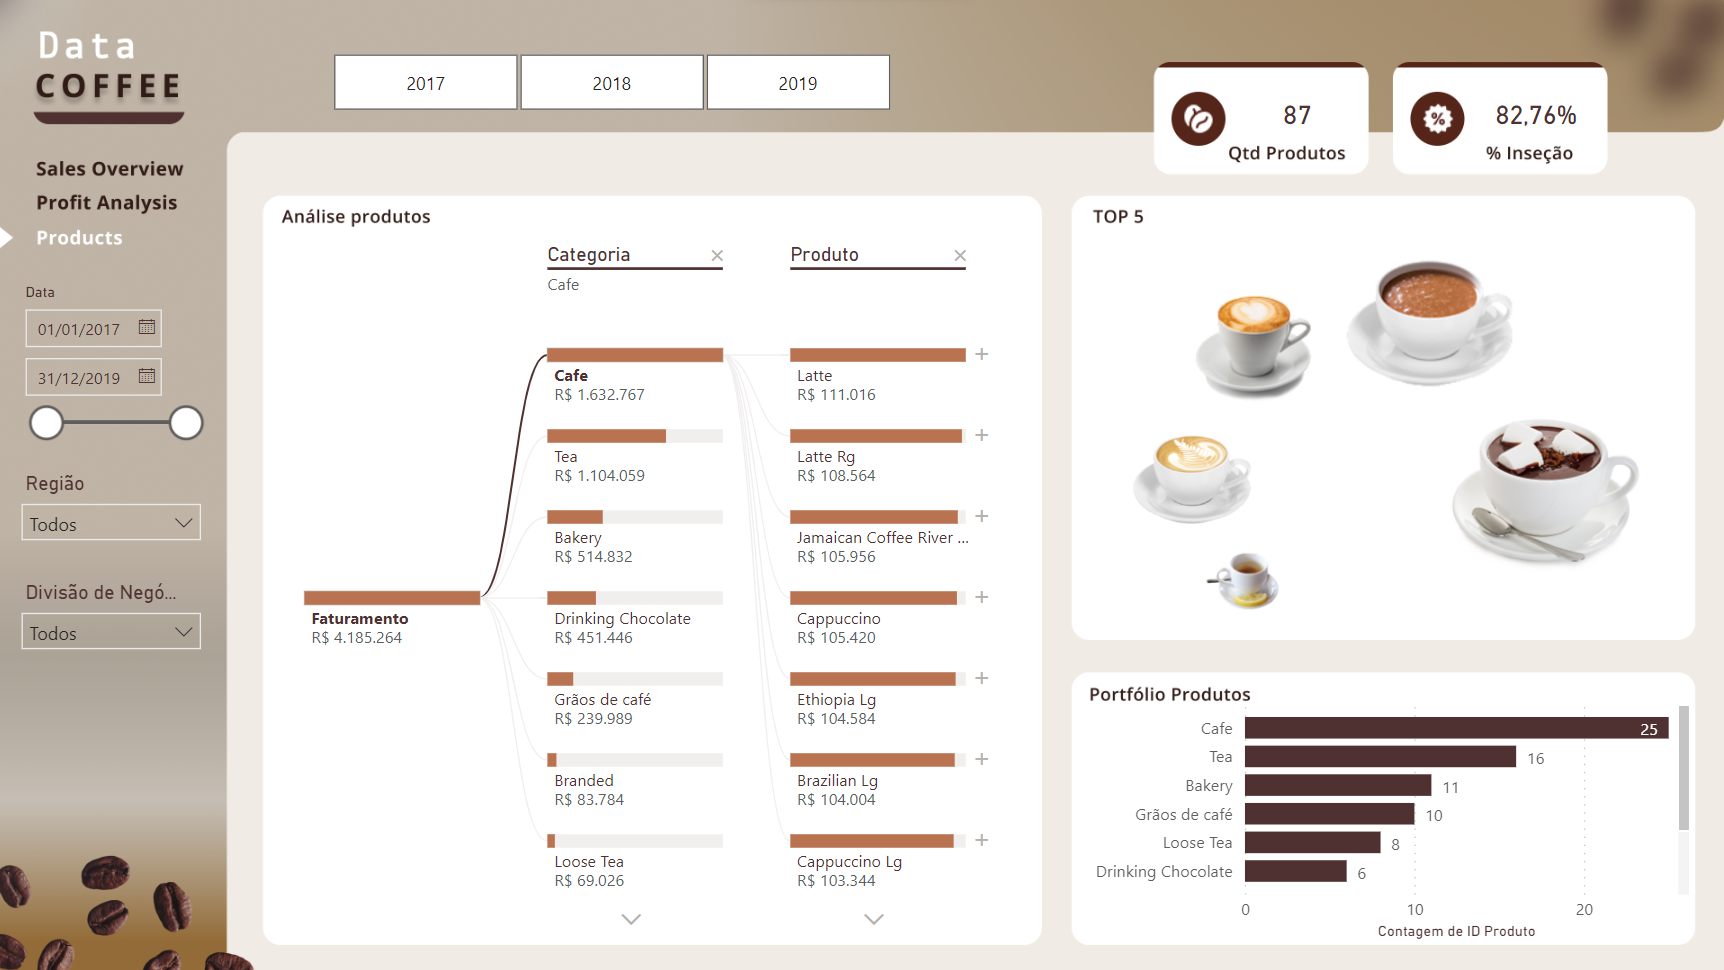 Data
COFFEE
Sales Overview
Profit Analysis
Products
Data
01/01/2017
31/12/2019
Região
Todos
Divisão de Negó...
Todos
2017
2018
2019
87
Qtd Produtos
%
82,76%
% Inseção
Análise produtos
Categoria
Cafe
Produto
Faturamento
R$ 4.185.264
Cafe
R$ 1.632.767
Tea
R$ 1.104.059
Bakery
R$ 514.832
Drinking Chocolate
R$ 451.446
Grãos de café
R$ 239.989
Branded
R$ 83.784
Loose Tea
R$ 69.026
Latte
R$ 111.016
Latte Rg
R$ 108.564
Jamaican Coffee River ...
R$ 105.956
Cappuccino
R$ 105.420
Ethiopia Lg
R$ 104.584
Brazilian Lg
R$ 104.004
Cappuccino Lg
R$ 103.344
TOP 5
Portfólio Produtos
Cafe 25
Tea 16
Bakery 11
Grãos de café 10
Loose Tea 8
Drinking Chocolate 6
0 10 20
Contagem de ID Produto